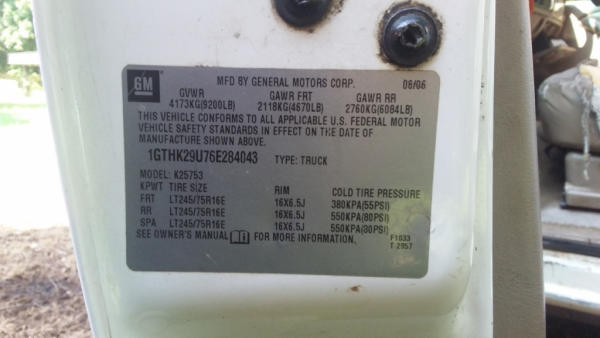 GM
MFD BY GENERAL MOTORS CORP. 06/06
GVWR GAWR FRT GAWR RR
4173KG(9200LB) 2118KG(4670LB) 2760KG(6084LB)
THIS VEHICLE CONFORMS TO ALL APPLICABLE U.S. FEDERAL MOTOR
VEHICLE SAFETY STANDARDS IN EFFECT ON THE DATE OF
MANUFACTURE SHOWN ABOVE.
1GTHK29U76E284043 TYPE: TRUCK
MODEL: K25753
KPWT TIRE SIZE RIM COLD TIRE PRESSURE
FRT LT245/75R16E 16X6.5J 380KPA(55PSI)
RR LT245/75R16E 16X6.5J 550KPA(80PSI)
SPA LT245/75R16E 16X6.5J 550KPA(80PSI)
SEE OWNER'S MANUAL FOR MORE INFORMATION. F1033
T-2957